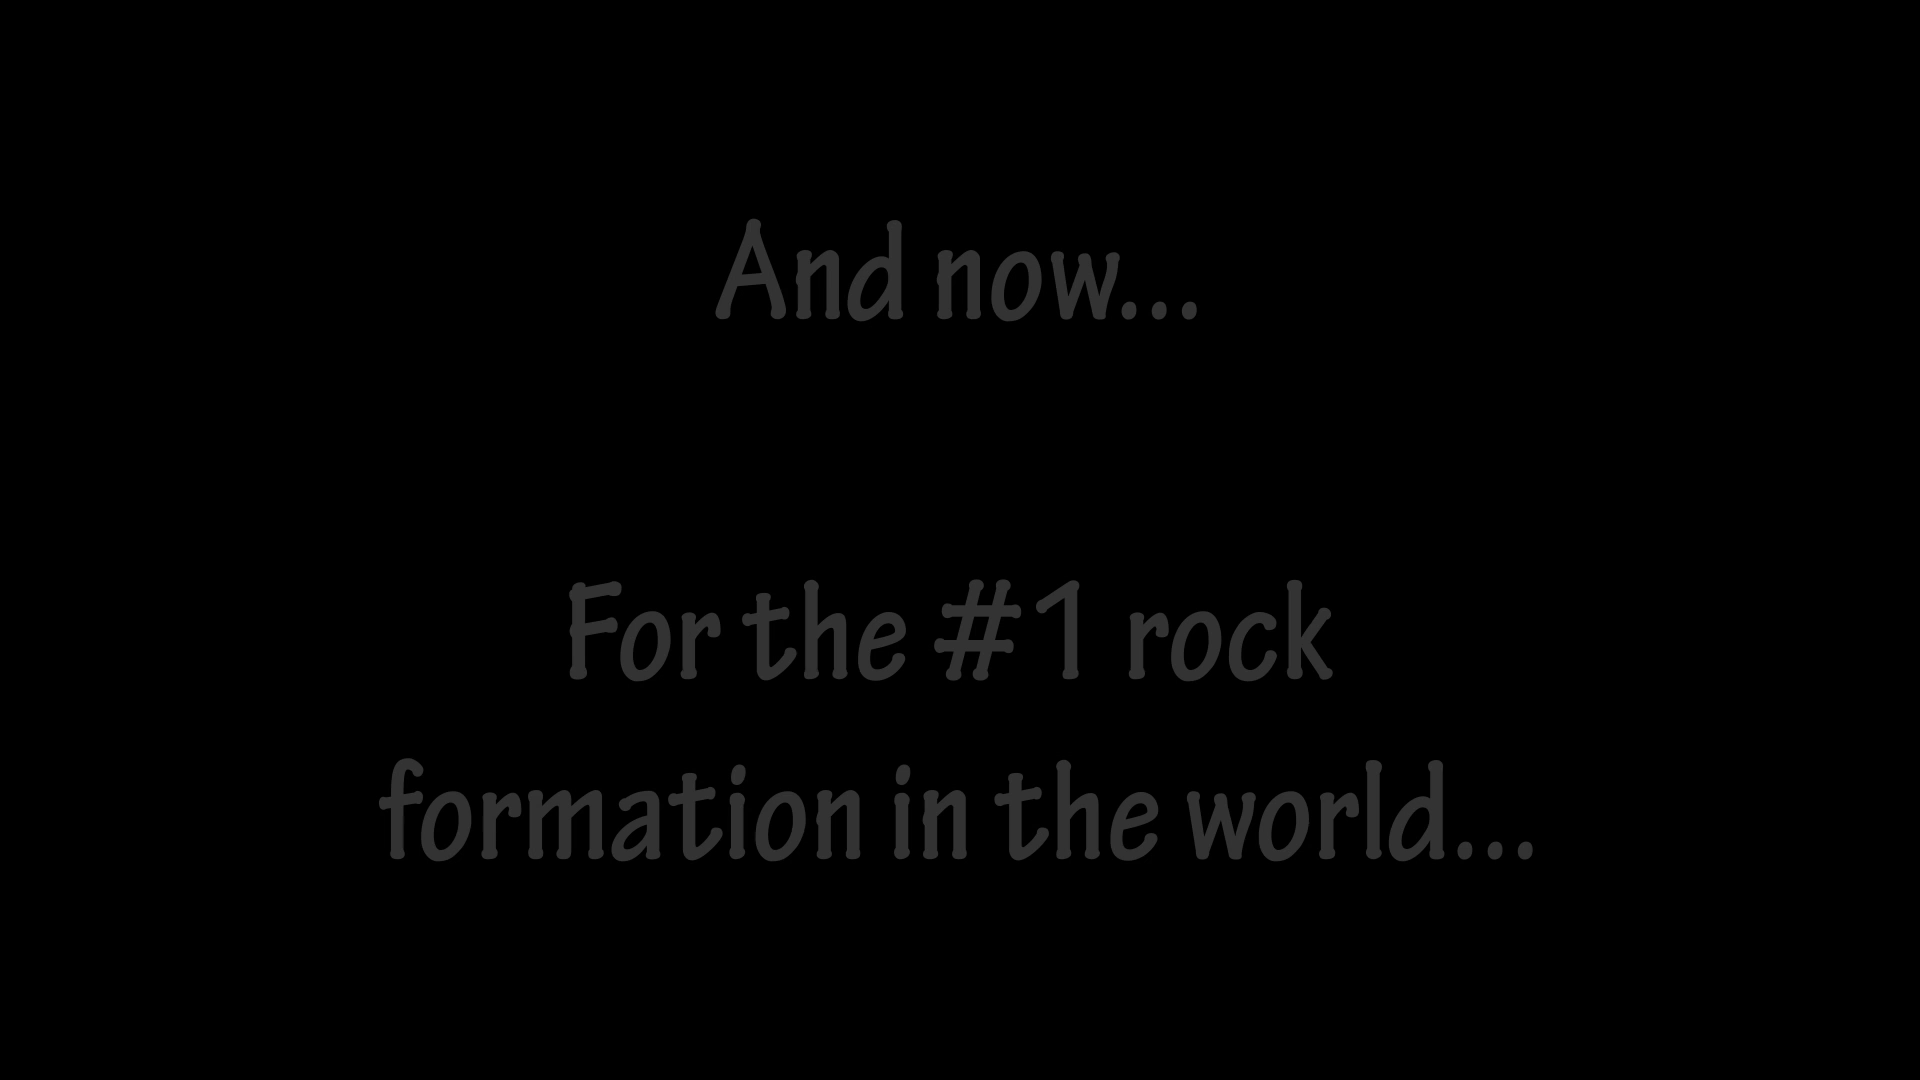 And now...
For the #1 rock
formation in the world...